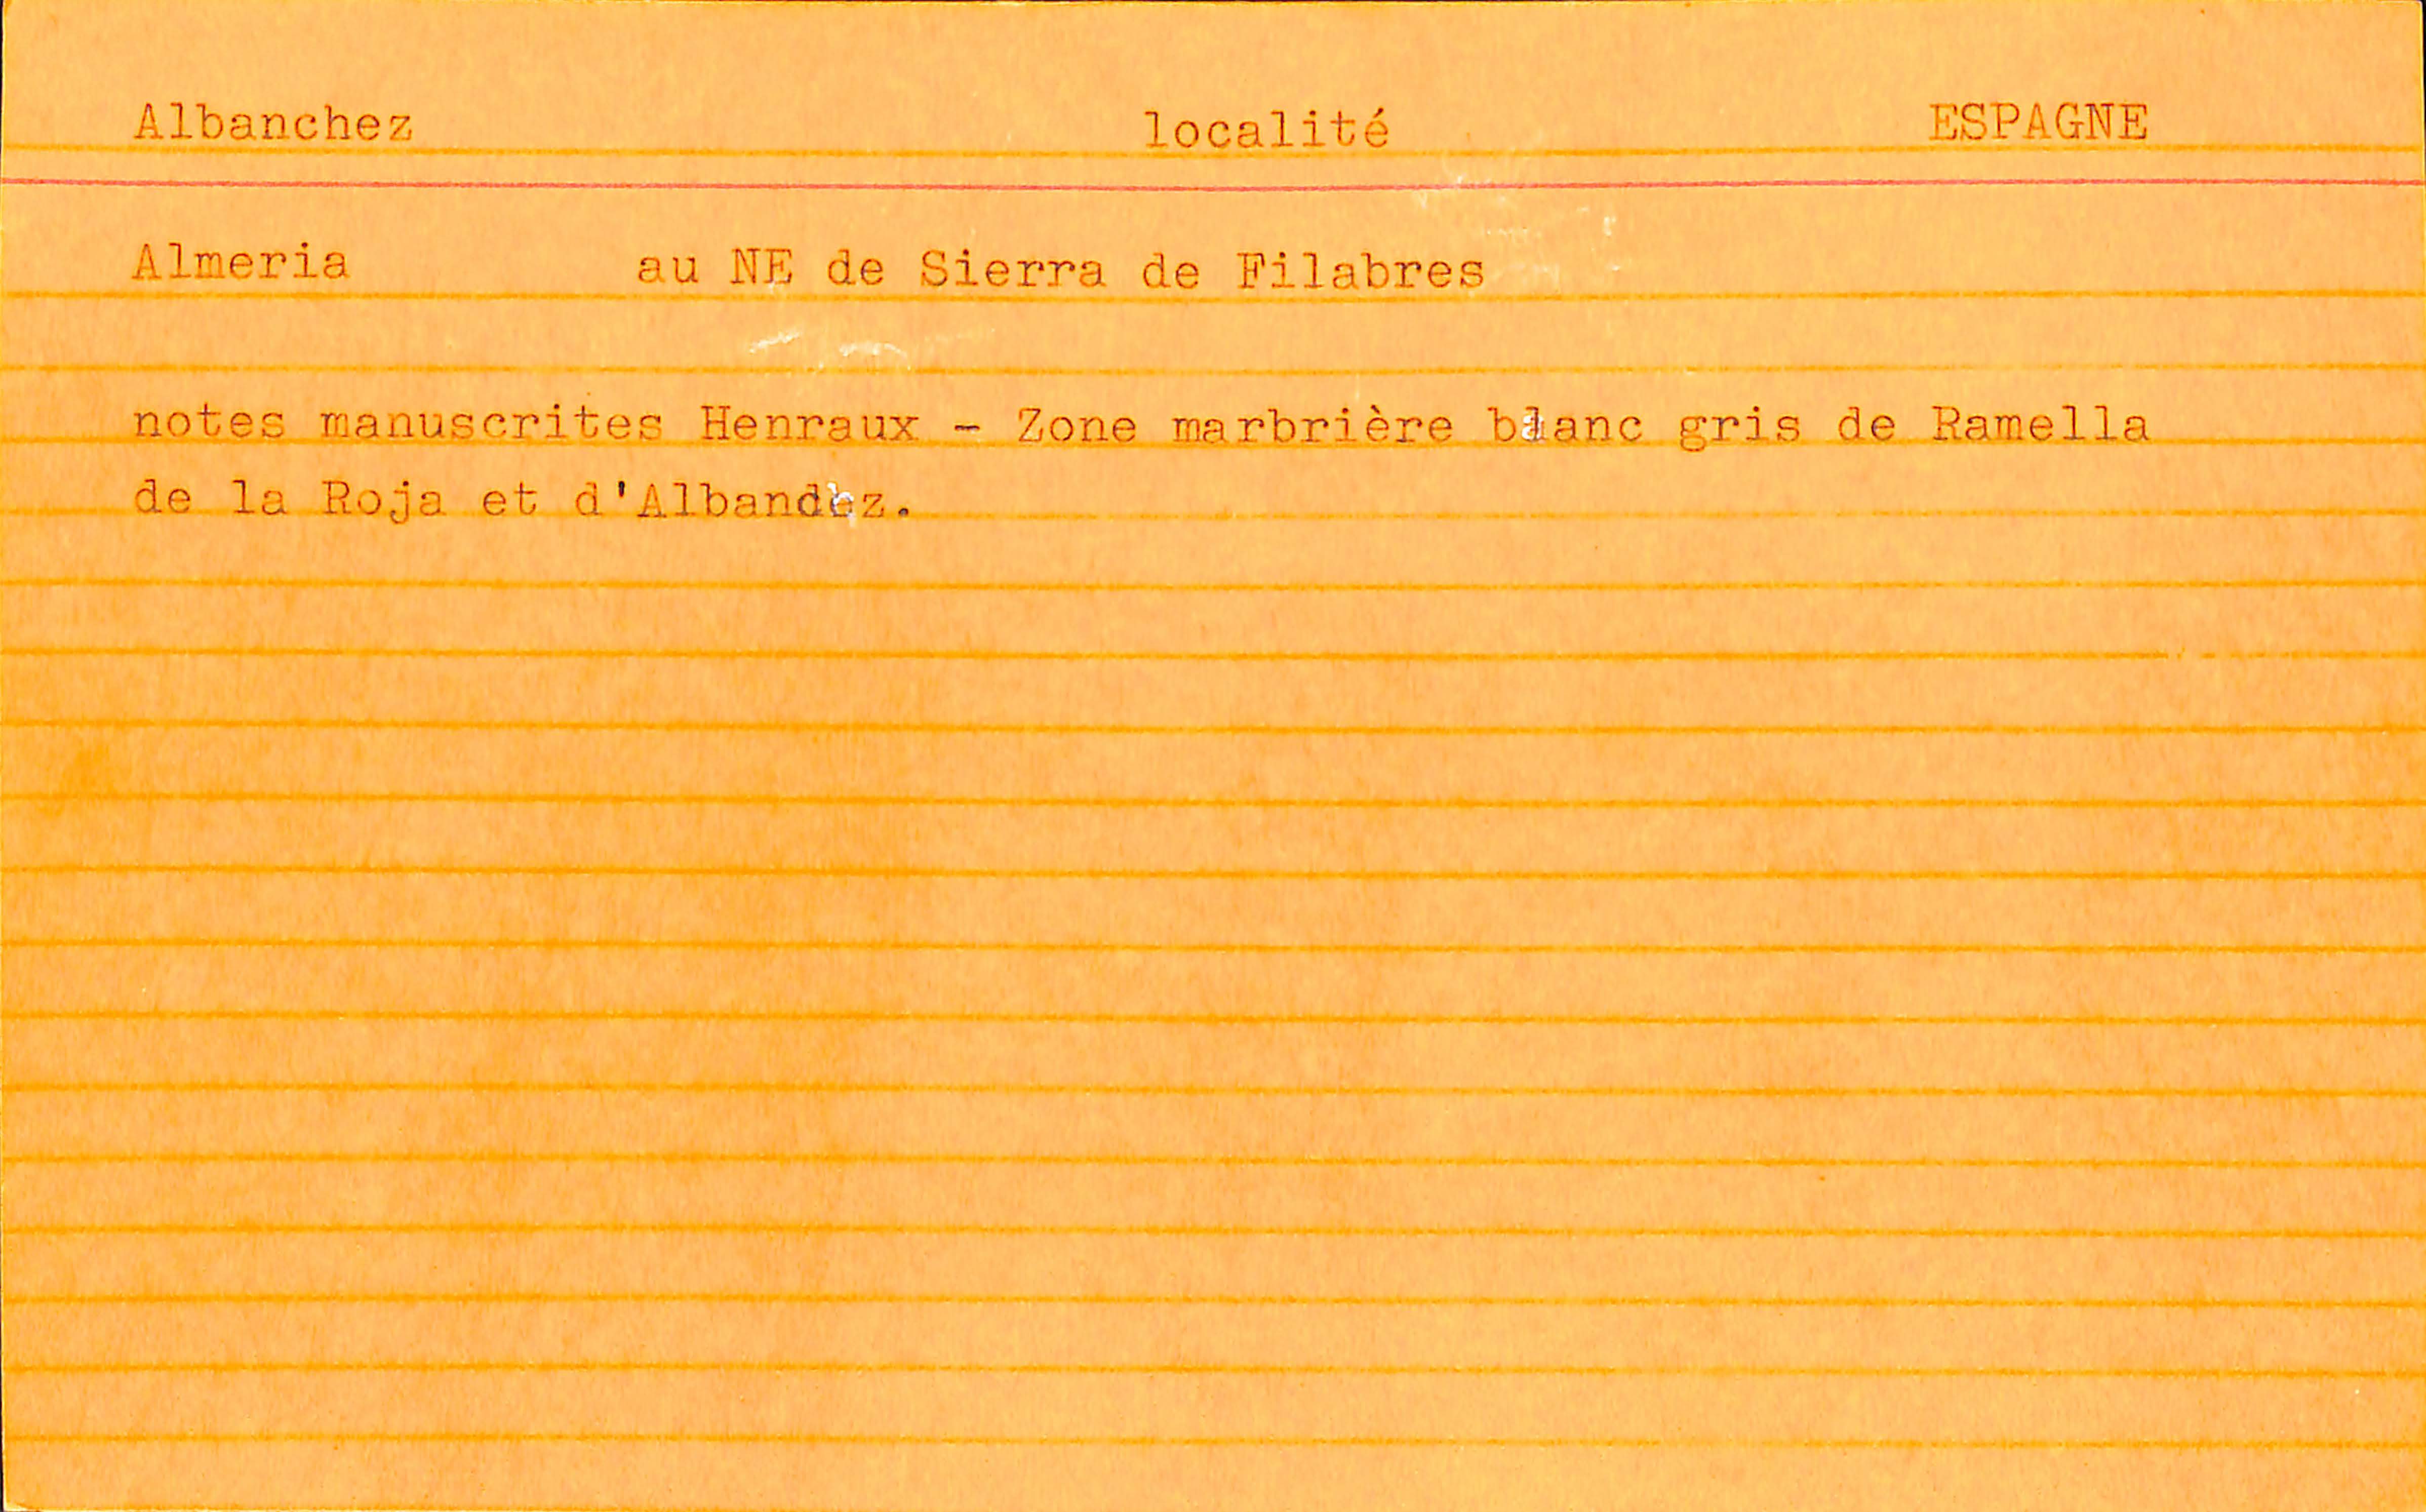 Albanchez localité ESPAGNE
Almeria au NE de Sierra de Filabres
notes manuscrites Henraux - Zone marbrière blanc gris de Ramella
de la Roja et